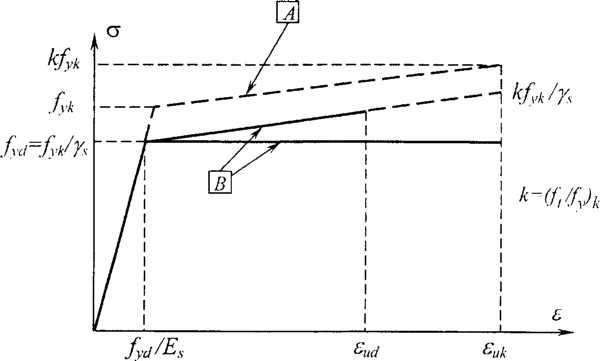 σ
A
kf_yk
f_yk
kf_yk/γ_s
f_yd=f_yk/γ_s
B
k=(f_t/f_y)_k
ε
f_yd/E_s
ε_ud
ε_uk